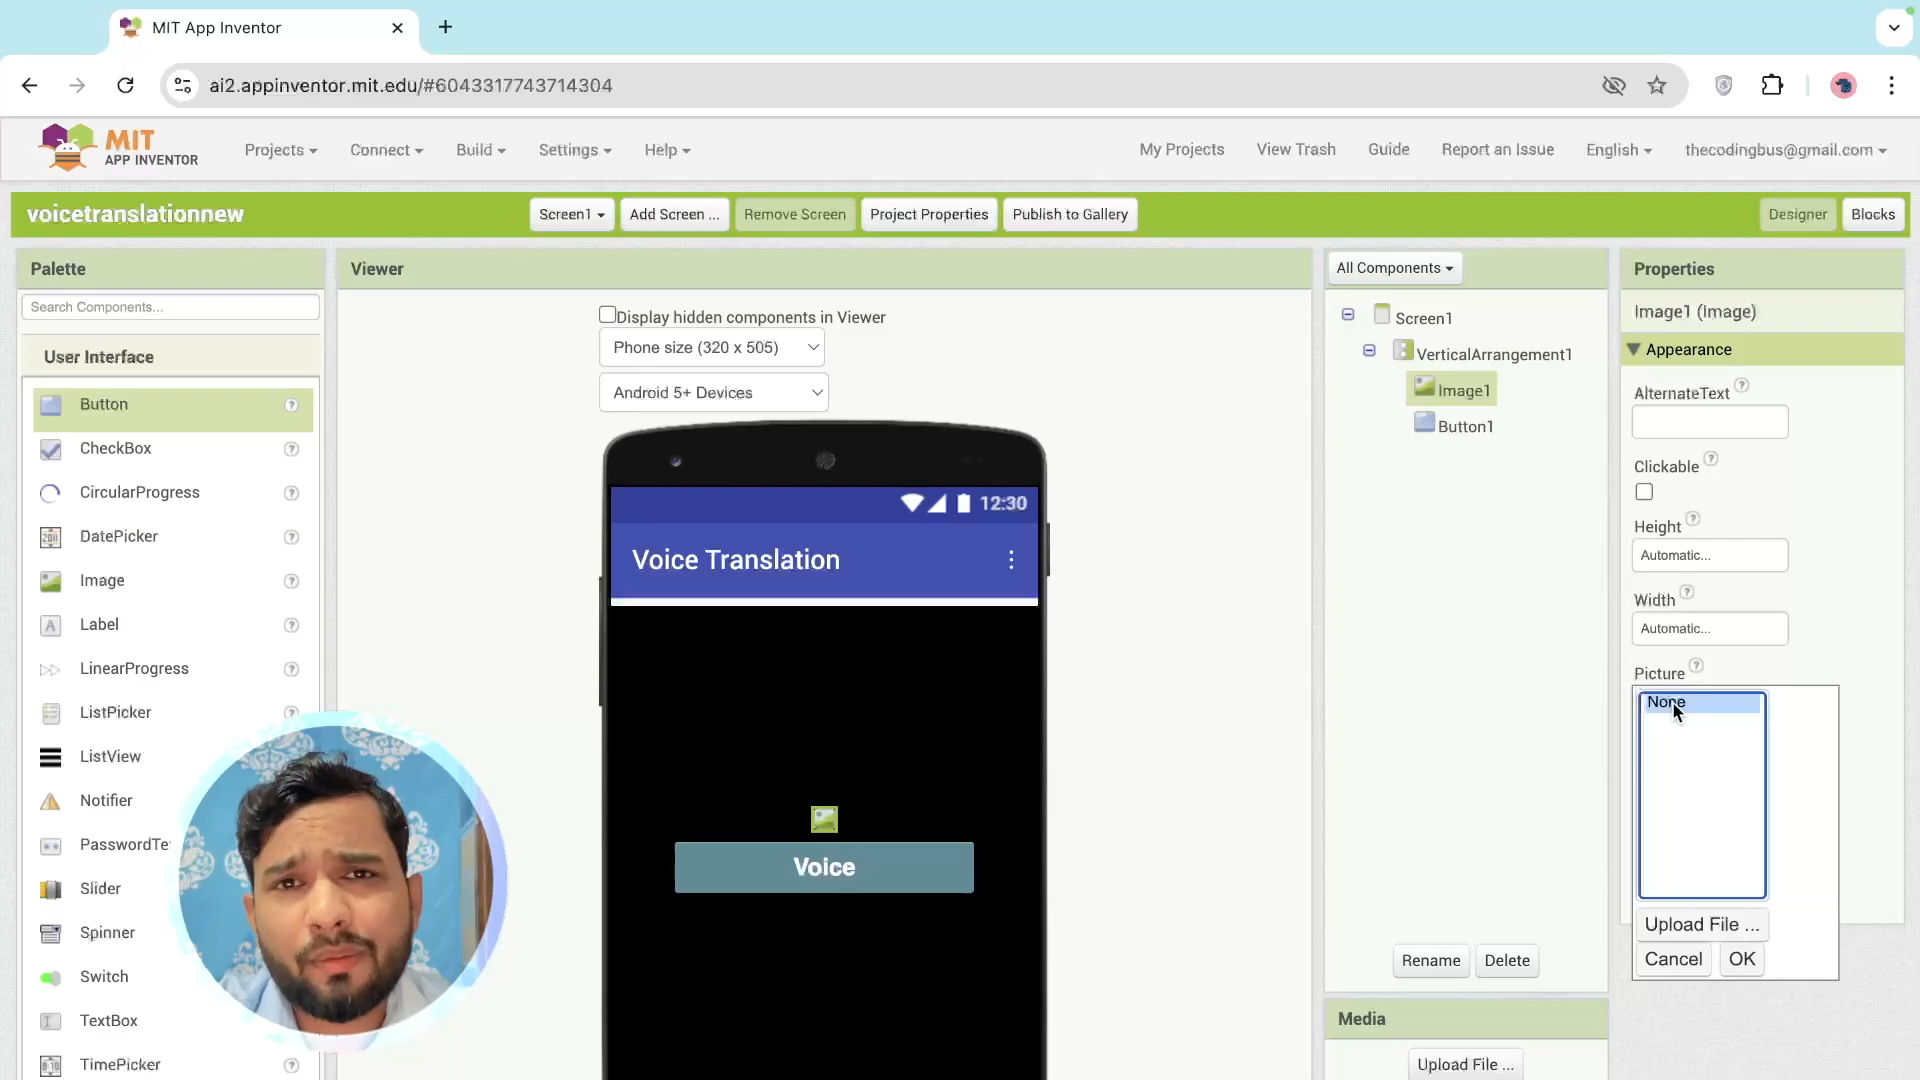 MIT App Inventor
ai2.appinventor.mit.edu/#6043317743714304
MIT
APP INVENTOR
Projects
Connect
Build
Settings
Help
My Projects
View Trash
Guide
Report an Issue
English
thecodingbus@gmail.com
voicetranslationnew
Screen1
Add Screen ...
Remove Screen
Project Properties
Publish to Gallery
Designer
Blocks
Palette
Search Components...
User Interface
Button
CheckBox
CircularProgress
DatePicker
Image
Label
LinearProgress
ListPicker
ListView
Notifier
PasswordTe
Slider
Spinner
Switch
TextBox
TimePicker
Viewer
Display hidden components in Viewer
Phone size (320 x 505)
Android 5+ Devices
12:30
Voice Translation
Voice
All Components
Screen1
VerticalArrangement1
Image1
Button1
Rename
Delete
Media
Upload File ...
Properties
Image1 (Image)
Appearance
AlternateText
Clickable
Height
Automatic...
Width
Automatic...
Picture
None
Upload File ...
Cancel
OK